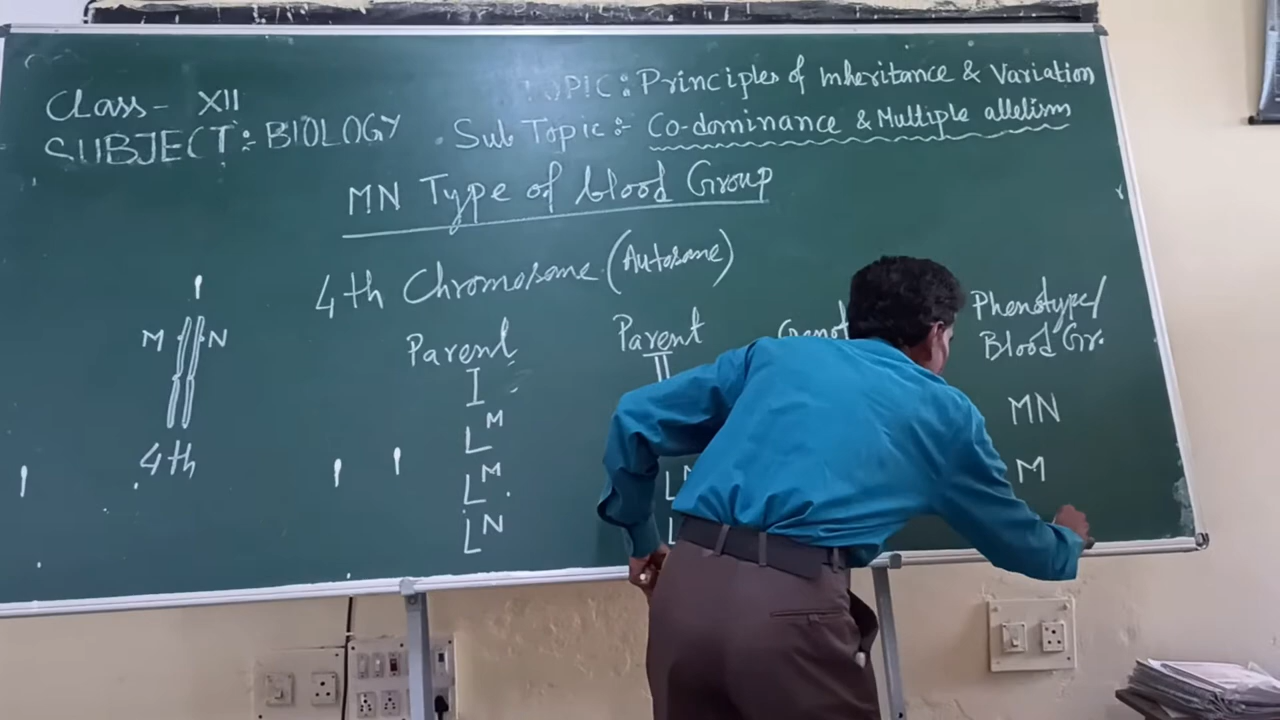 Class- XII
TOPIC: Principles of Inheritance & Variation
SUBJECT:- BIOLOGY
Sub Topic:- Co-dominance & Multiple allelism
MN Type of blood Group
4th Chromosome (Autosome)
M N
4th
Parent I
Parent II
Phenotype/
Blood Gr.
L^M
MN
L^M
M
L^N
L